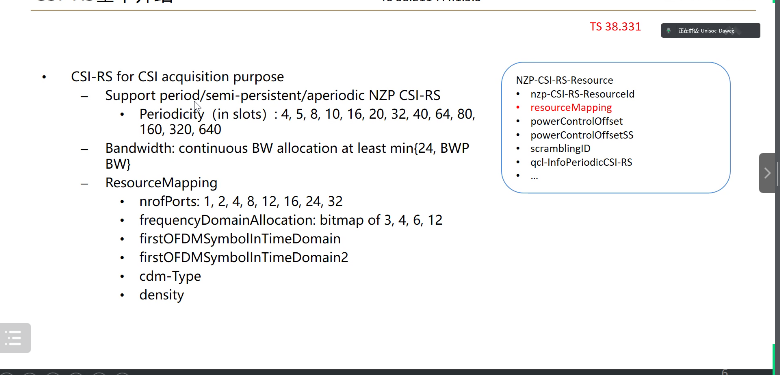 TS 38.331
CSI-RS for CSI acquisition purpose
– Support period/semi-persistent/aperiodic NZP CSI-RS
• Periodicity（in slots）: 4, 5, 8, 10, 16, 20, 32, 40, 64, 80,
160, 320, 640
– Bandwidth: continuous BW allocation at least min{24, BWP
BW}
– ResourceMapping
• nrofPorts: 1, 2, 4, 8, 12, 16, 24, 32
• frequencyDomainAllocation: bitmap of 3, 4, 6, 12
• firstOFDMSymbolInTimeDomain
• firstOFDMSymbolInTimeDomain2
• cdm-Type
• density
NZP-CSI-RS-Resource
• nzp-CSI-RS-ResourceId
• resourceMapping
• powerControlOffset
• powerControlOffsetSS
• scramblingID
• qcl-InfoPeriodicCSI-RS
• ...